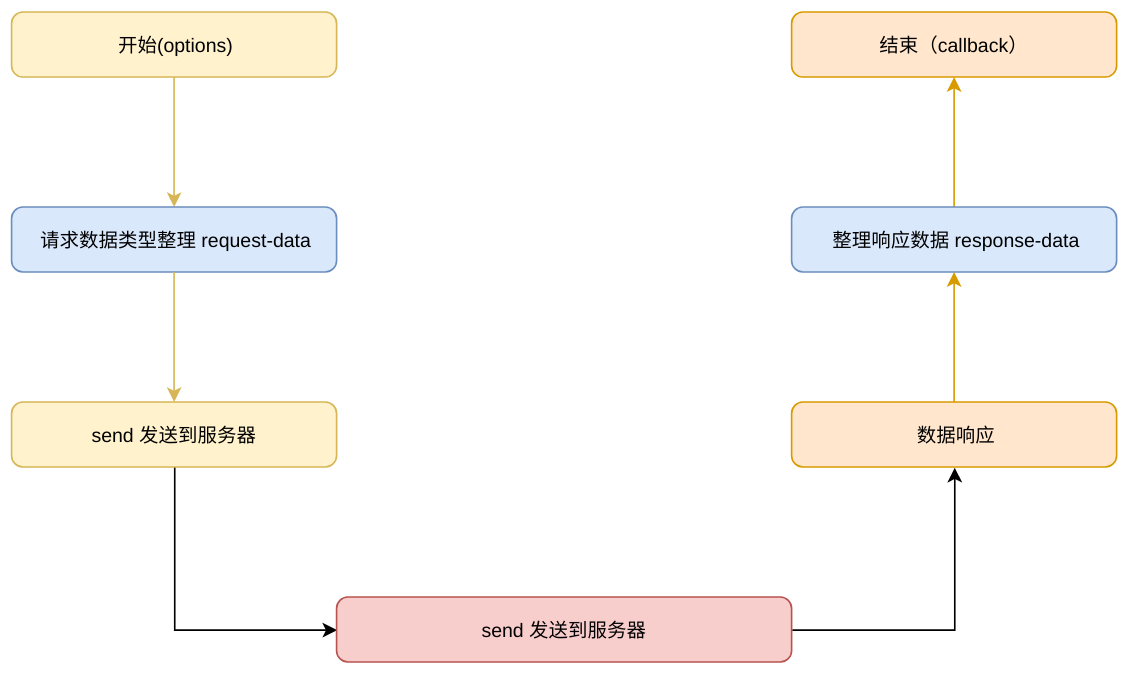 开始(options)
结束（callback）
请求数据类型整理 request-data
整理响应数据 response-data
send 发送到服务器
数据响应
send 发送到服务器